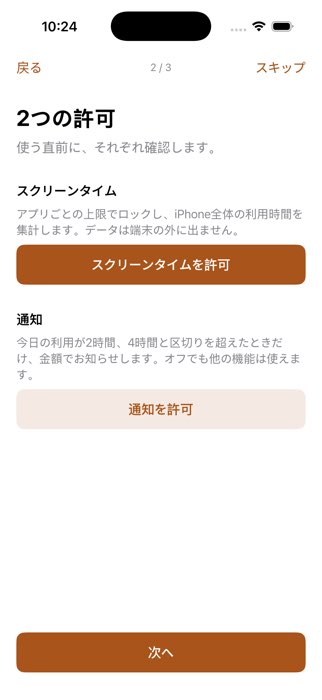 10:24
戻る
2 / 3
スキップ
2つの許可
使う直前に、それぞれ確認します。
スクリーンタイム
アプリごとの上限でロックし、iPhone全体の利用時間を
集計します。データは端末の外に出ません。
スクリーンタイムを許可
通知
今日の利用が2時間、4時間と区切りを超えたときだ
け、金額でお知らせします。オフでも他の機能は使えま
す。
通知を許可
次へ